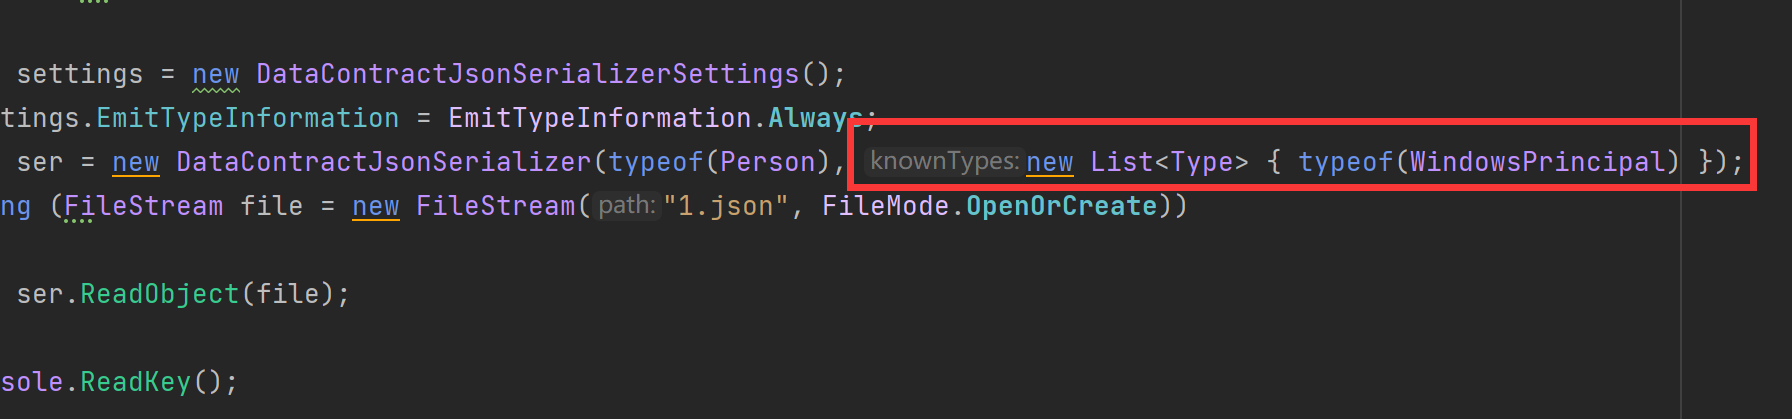 settings = new DataContractJsonSerializerSettings();
tings.EmitTypeInformation = EmitTypeInformation.Always;
ser = new DataContractJsonSerializer(typeof(Person), knownTypes: new List<Type> { typeof(WindowsPrincipal) });
ng (FileStream file = new FileStream( path: "1.json", FileMode.OpenOrCreate))
ser.ReadObject(file);
sole.ReadKey();